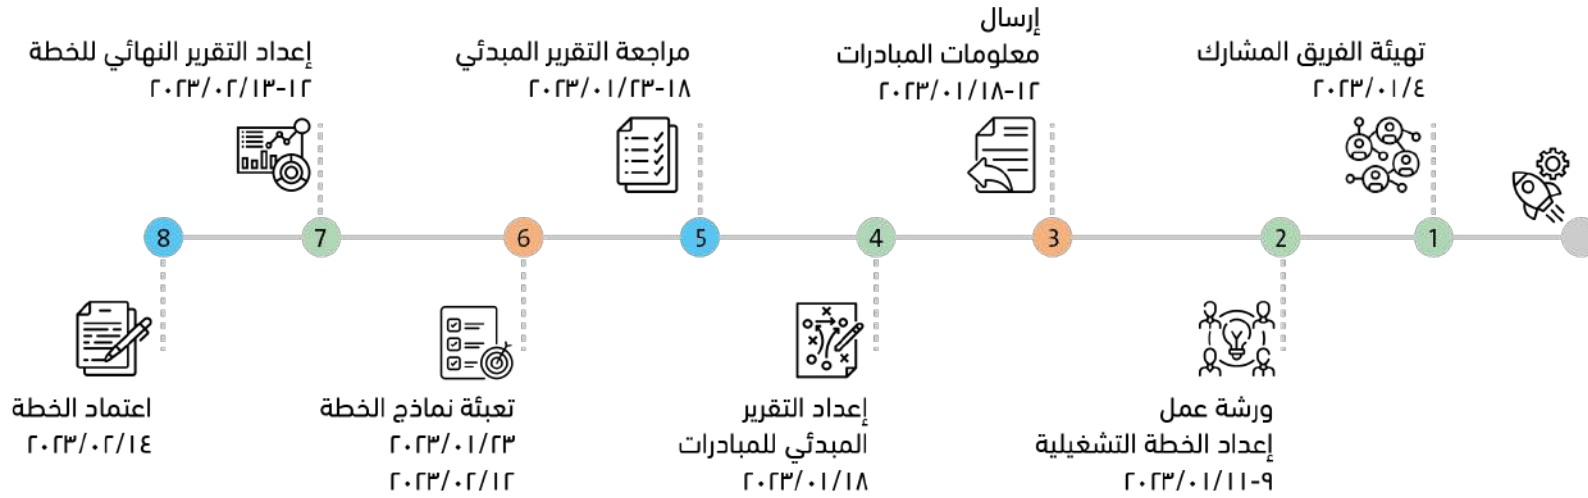 تهيئة الفريق المشارك
٢٠٢٣/٠١/٤
1
2
ورشة عمل
إعداد الخطة التشغيلية
٢٠٢٣/٠١/١١-٩
إرسال
معلومات المبادرات
٢٠٢٣/٠١/١٨-١٢
3
4
إعداد التقرير
المبدئي للمبادرات
٢٠٢٣/٠١/١٨
مراجعة التقرير المبدئي
٢٠٢٣/٠١/٢٣-١٨
5
6
تعبئة نماذج الخطة
٢٠٢٣/٠١/٢٣
٢٠٢٣/٠٢/١٢
إعداد التقرير النهائي للخطة
٢٠٢٣/٠٢/١٣-١٢
7
8
اعتماد الخطة
٢٠٢٣/٠٢/١٤